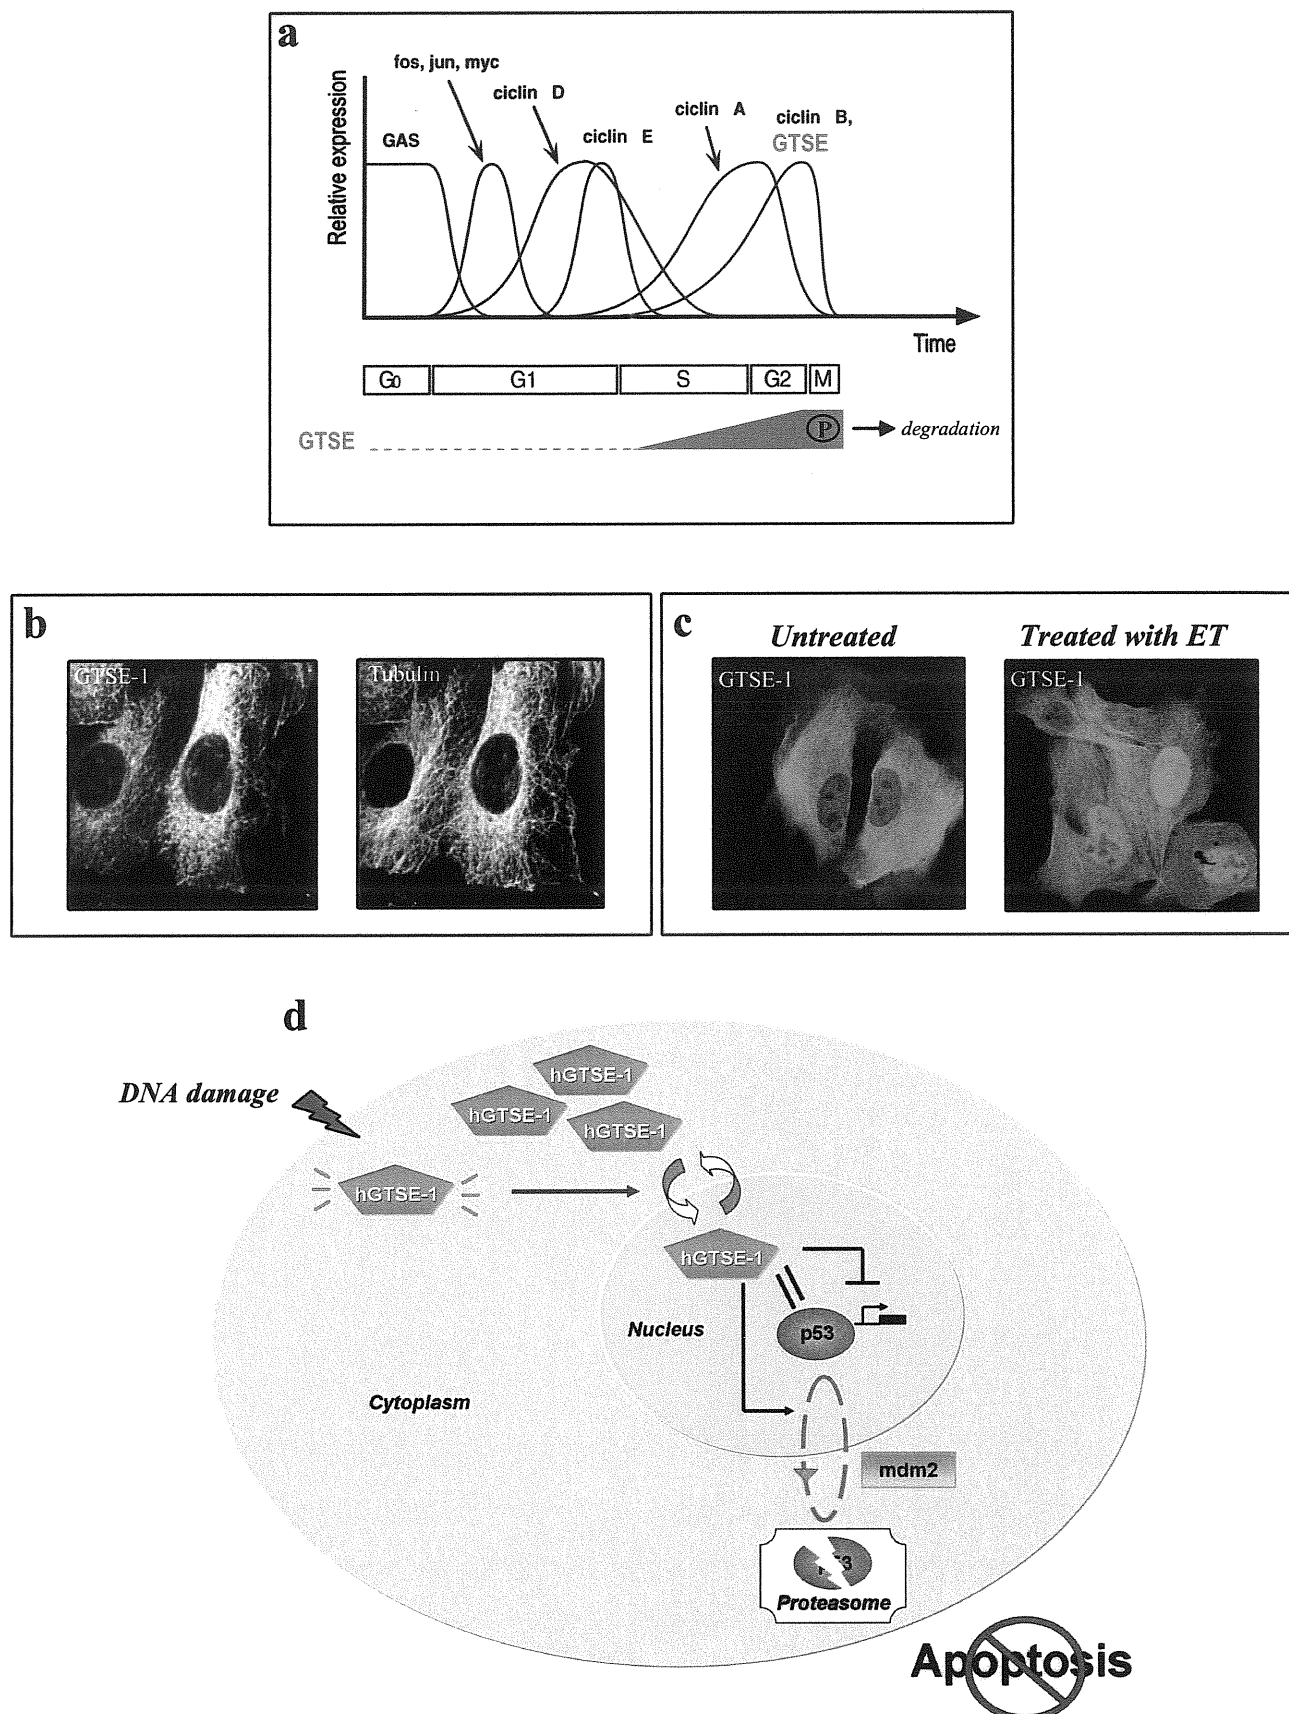 a
fos, jun, myc
ciclin D
GAS
ciclin E
ciclin A
ciclin B,
GTSE
Relative expression
Time
G0
G1
S
G2
M
GTSE
P
degradation
b
GTSE-1
Tubulin
c
Untreated
Treated with ET
GTSE-1
GTSE-1
d
DNA damage
hGTSE-1
hGTSE-1
hGTSE-1
hGTSE-1
hGTSE-1
Nucleus
p53
Cytoplasm
mdm2
Proteasome
Apoptosis